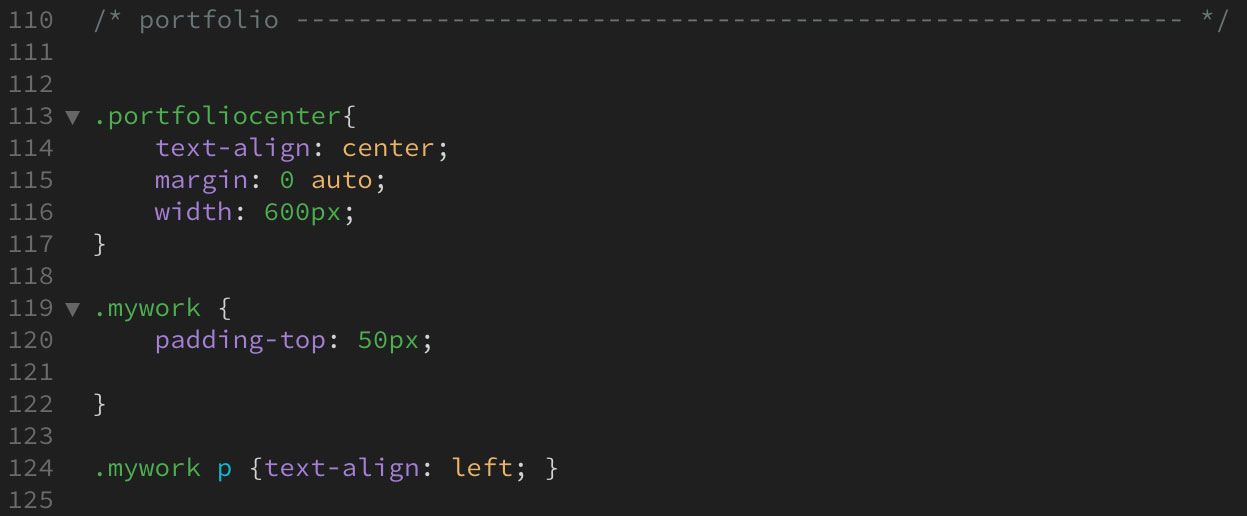 110 /* portfolio --------------------------------------------------------- */
111
112
113 ▼ .portfoliocenter{
114 text-align: center;
115 margin: 0 auto;
116 width: 600px;
117 }
118
119 ▼ .mywork {
120 padding-top: 50px;
121
122 }
123
124 .mywork p {text-align: left; }
125